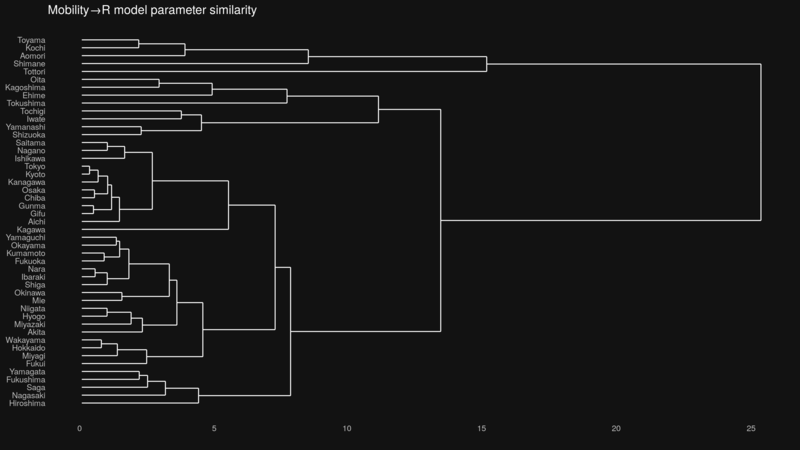 Mobility→R model parameter similarity
Toyama
Kochi
Aomori
Shimane
Tottori
Oita
Kagoshima
Ehime
Tokushima
Tochigi
Iwate
Yamanashi
Shizuoka
Saitama
Nagano
Ishikawa
Tokyo
Kyoto
Kanagawa
Osaka
Chiba
Gunma
Gifu
Aichi
Kagawa
Yamaguchi
Okayama
Kumamoto
Fukuoka
Nara
Ibaraki
Shiga
Okinawa
Mie
Niigata
Hyogo
Miyazaki
Akita
Wakayama
Hokkaido
Miyagi
Fukui
Yamagata
Fukushima
Saga
Nagasaki
Hiroshima
0 5 10 15 20 25